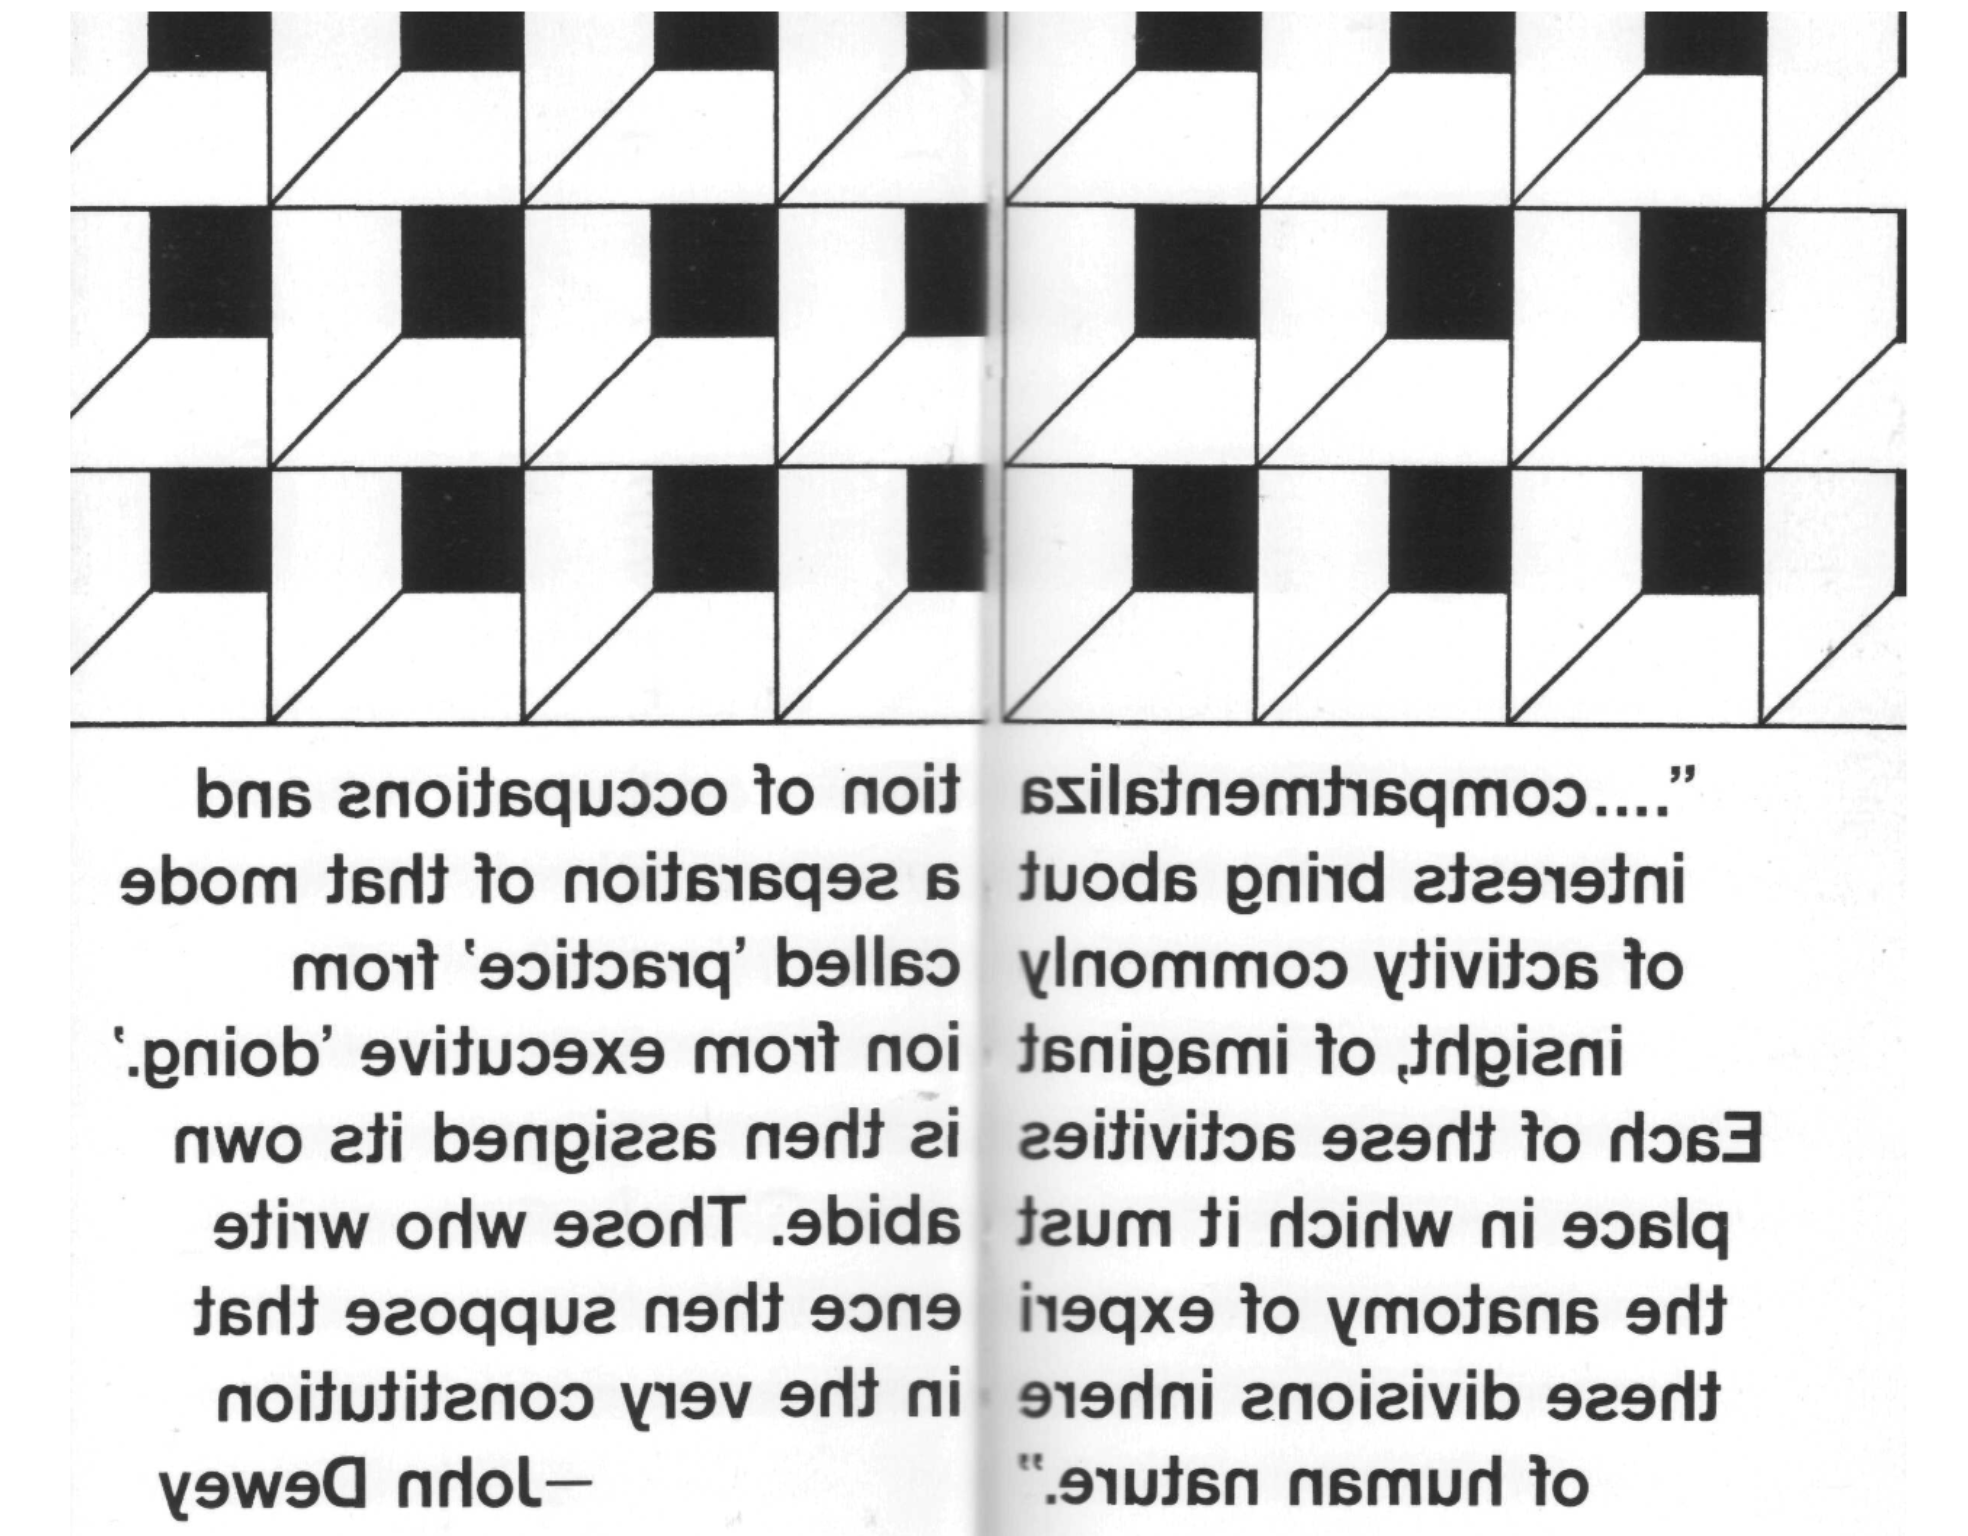 "....compartmentaliza tion of occupations and
interests bring about a separation of that mode
of activity commonly called 'practice' from
insight, of imaginat ion from executive 'doing.'
Each of these activities is then assigned its own
place in which it must abide. Those who write
the anatomy of experi ence then suppose that
these divisions inhere in the very constitution
of human nature." —John Dewey